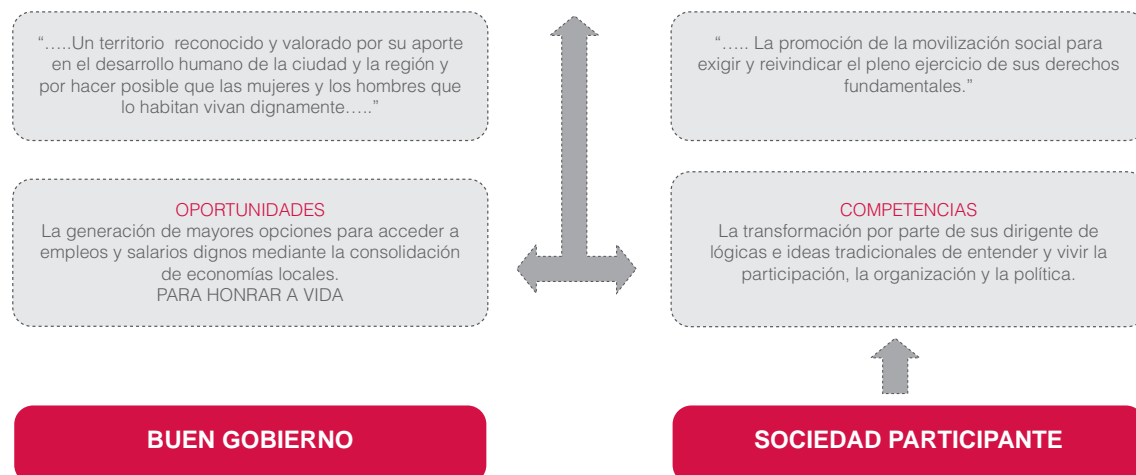 “…..Un territorio reconocido y valorado por su aporte
en el desarrollo humano de la ciudad y la región y
por hacer posible que las mujeres y los hombres que
lo habitan vivan dignamente…..”
“….. La promoción de la movilización social para
exigir y reivindicar el pleno ejercicio de sus derechos
fundamentales.”
OPORTUNIDADES
La generación de mayores opciones para acceder a
empleos y salarios dignos mediante la consolidación
de economías locales.
PARA HONRAR A VIDA
COMPETENCIAS
La transformación por parte de sus dirigente de
lógicas e ideas tradicionales de entender y vivir la
participación, la organización y la política.
BUEN GOBIERNO
SOCIEDAD PARTICIPANTE